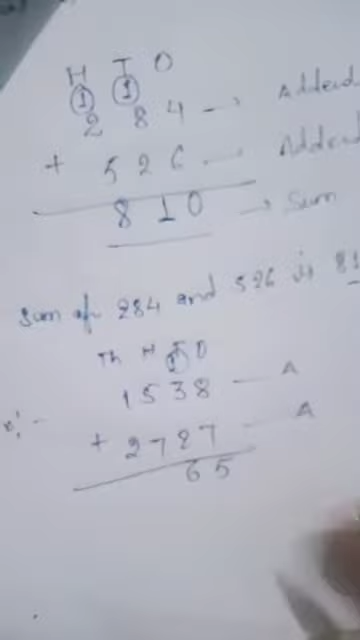 H T O
1 1
2 8 4 → Addend
+ 5 2 6 → Addend
8 1 0 → Sum
Sum of 284 and 526 is 81
Th H T O
1
1 5 3 8 — A
+ 2 7 2 7 — A
6 5